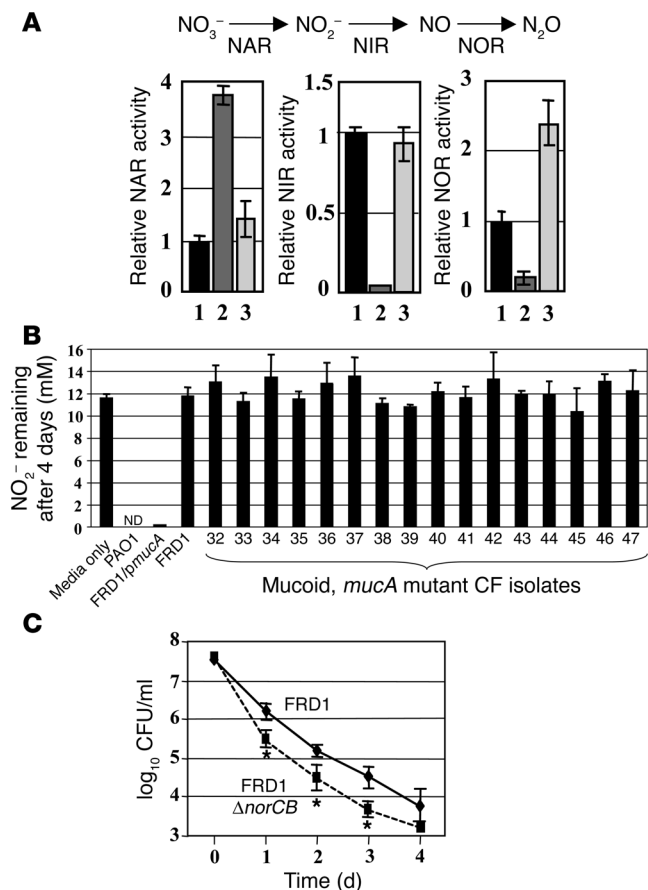 A
NO3− NO2− NO N2O
NAR NIR NOR
Relative NAR activity
4
3
2
1
0
1 2 3
Relative NIR activity
1.5
1
0.5
0
1 2 3
Relative NOR activity
3
2
1
0
1 2 3
B
NO2− remaining
after 4 days (mM)
16
14
12
10
8
6
4
2
0
ND
Media only
PAO1
FRD1/pmucA
FRD1
32 33 34 35 36 37 38 39 40 41 42 43 44 45 46 47
Mucoid, mucA mutant CF isolates
C
log10 CFU/ml
8
7
6
5
4
3
FRD1
FRD1
ΔnorCB
*
*
*
0 1 2 3 4
Time (d)